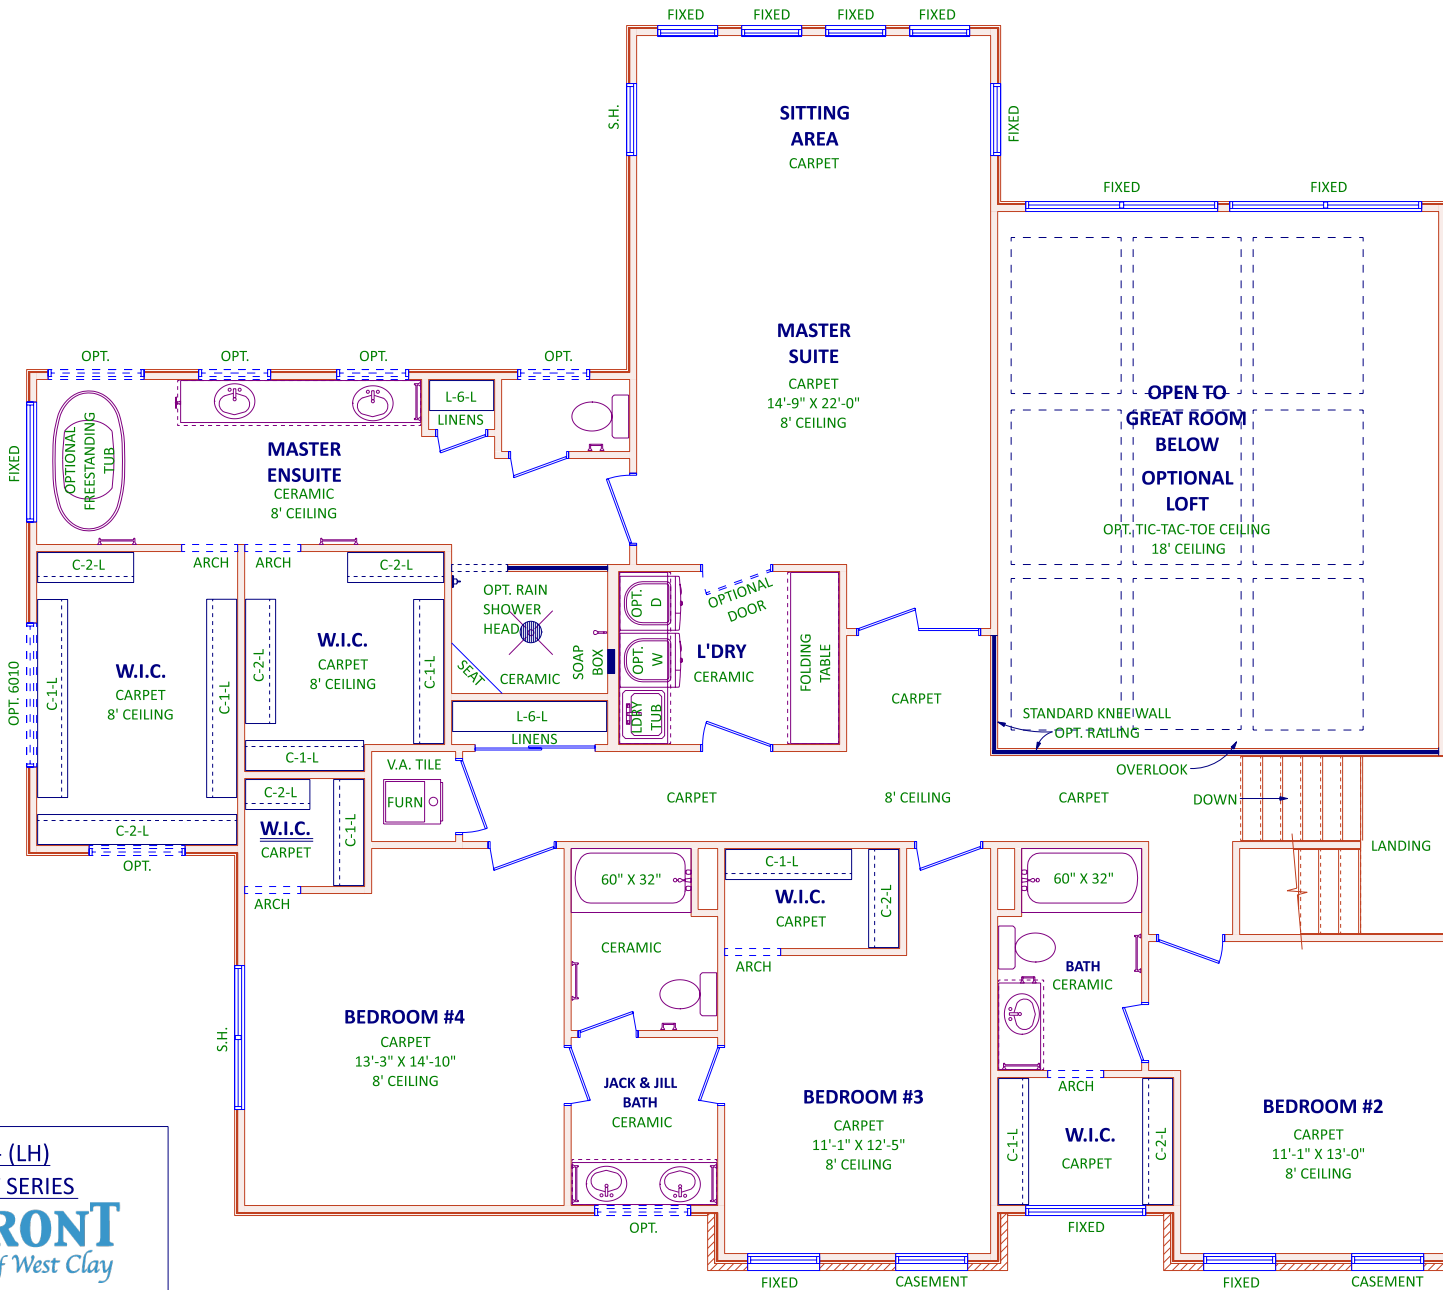 FIXED
FIXED
FIXED
FIXED
S.H.
FIXED
SITTING
AREA
CARPET
FIXED
FIXED
MASTER
SUITE
CARPET
14'-9" X 22'-0"
8' CEILING
OPEN TO
GREAT ROOM
BELOW
OPTIONAL
LOFT
OPT. TIC-TAC-TOE CEILING
18' CEILING
OPT.
OPT.
OPT.
OPT.
FIXED
OPTIONAL
FREESTANDING
TUB
L-6-L
LINENS
MASTER
ENSUITE
CERAMIC
8' CEILING
ARCH
ARCH
C-2-L
C-2-L
OPT. 6010
C-1-L
W.I.C.
CARPET
8' CEILING
C-1-L
C-2-L
OPT.
C-2-L
W.I.C.
CARPET
8' CEILING
C-1-L
C-1-L
OPT. RAIN
SHOWER
HEAD
SEAT
CERAMIC
SOAP
BOX
L-6-L
LINENS
OPT.
D
OPT.
W
LDRY
TUB
OPTIONAL
DOOR
L'DRY
CERAMIC
FOLDING
TABLE
CARPET
STANDARD KNEE WALL
OPT. RAILING
OVERLOOK
DOWN
LANDING
V.A. TILE
FURN
CARPET
8' CEILING
CARPET
C-2-L
W.I.C.
CARPET
C-1-L
ARCH
60" X 32"
CERAMIC
C-1-L
W.I.C.
CARPET
C-2-L
ARCH
60" X 32"
BATH
CERAMIC
ARCH
S.H.
BEDROOM #4
CARPET
13'-3" X 14'-10"
8' CEILING
JACK & JILL
BATH
CERAMIC
OPT.
BEDROOM #3
CARPET
11'-1" X 12'-5"
8' CEILING
FIXED
CASEMENT
C-1-L
W.I.C.
CARPET
C-2-L
FIXED
BEDROOM #2
CARPET
11'-1" X 13'-0"
8' CEILING
FIXED
CASEMENT
(LH)
SERIES
RONT
f West Clay